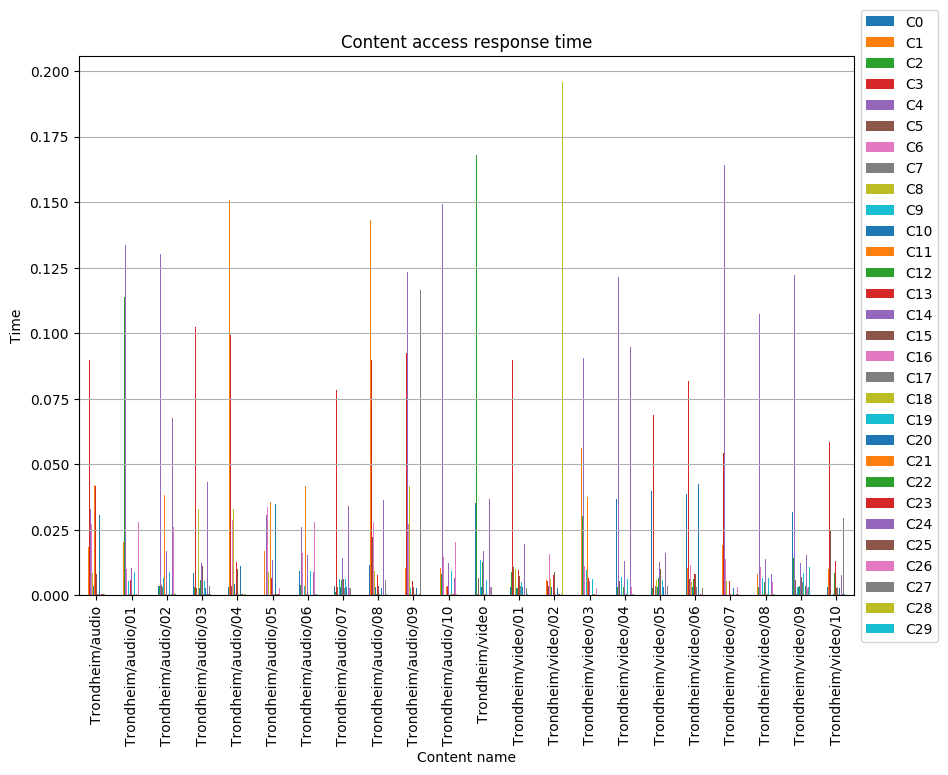 Content access response time
Time
0.200
0.175
0.150
0.125
0.100
0.075
0.050
0.025
0.000
Trondheim/audio
Trondheim/audio/01
Trondheim/audio/02
Trondheim/audio/03
Trondheim/audio/04
Trondheim/audio/05
Trondheim/audio/06
Trondheim/audio/07
Trondheim/audio/08
Trondheim/audio/09
Trondheim/audio/10
Trondheim/video
Trondheim/video/01
Trondheim/video/02
Trondheim/video/03
Trondheim/video/04
Trondheim/video/05
Trondheim/video/06
Trondheim/video/07
Trondheim/video/08
Trondheim/video/09
Trondheim/video/10
Content name
C0
C1
C2
C3
C4
C5
C6
C7
C8
C9
C10
C11
C12
C13
C14
C15
C16
C17
C18
C19
C20
C21
C22
C23
C24
C25
C26
C27
C28
C29